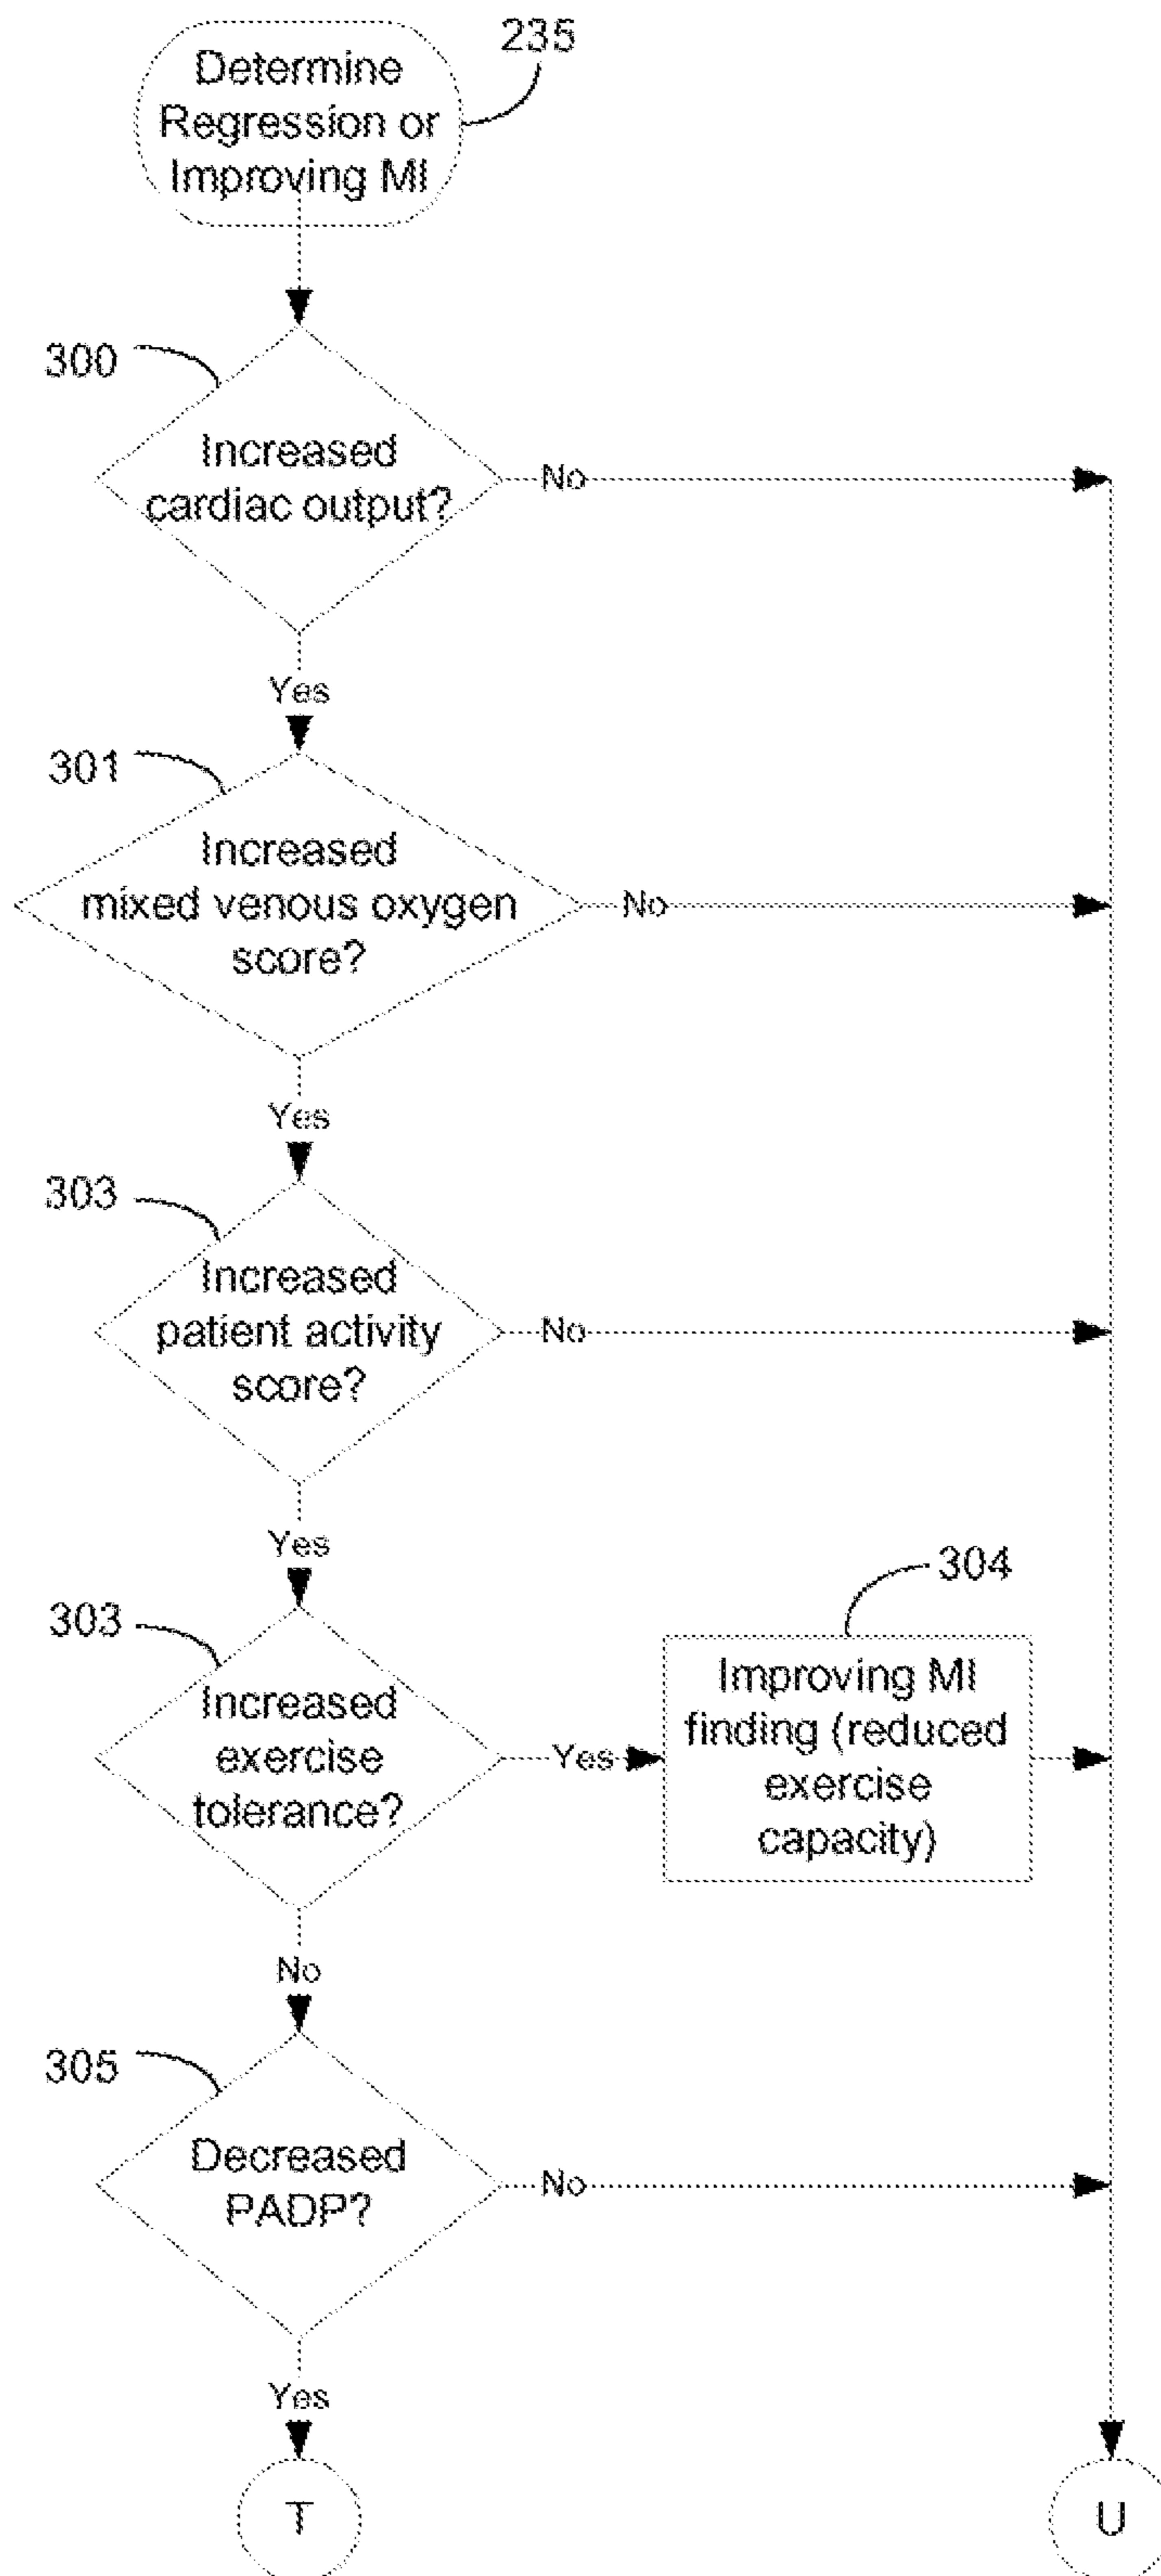 235
Determine
Regression or
Improving MI
300
Increased
cardiac output?
No
Yes
301
Increased
mixed venous oxygen
score?
No
Yes
303
Increased
patient activity
score?
No
Yes
303
Increased
exercise
tolerance?
Yes
304
Improving MI
finding (reduced
exercise
capacity)
No
305
Decreased
PADP?
No
Yes
T
U